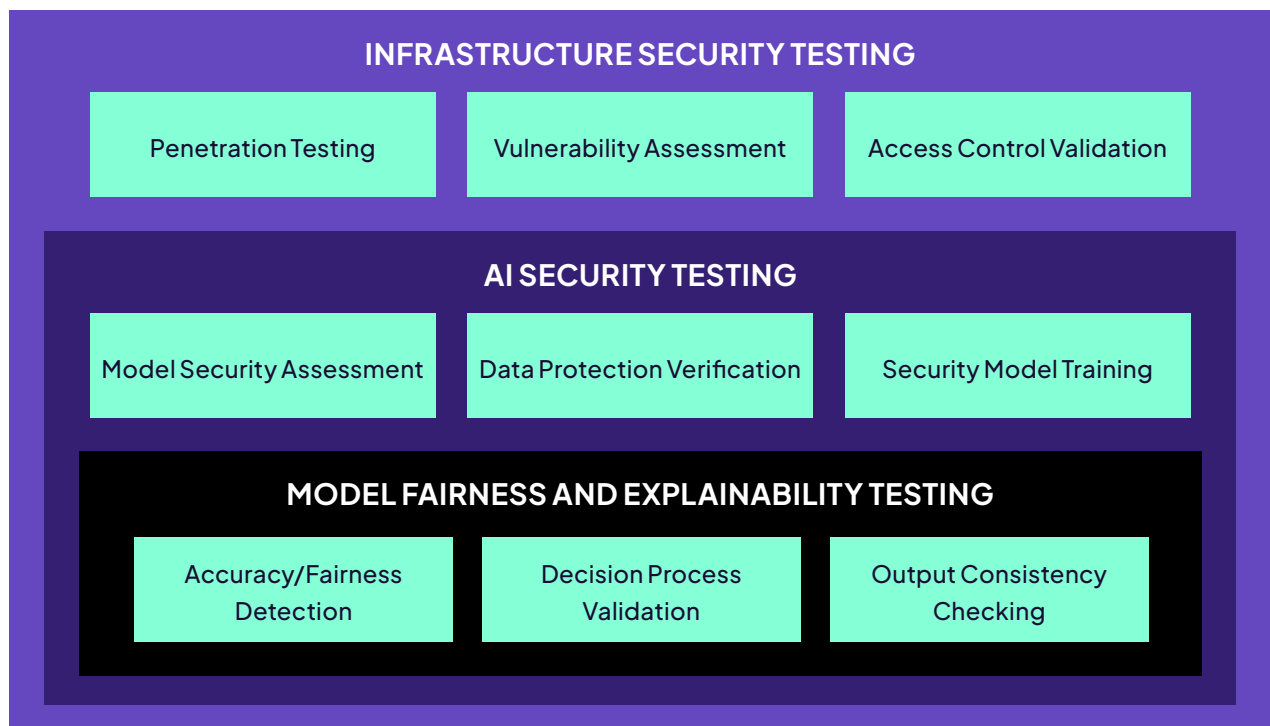 INFRASTRUCTURE SECURITY TESTING
Penetration Testing
Vulnerability Assessment
Access Control Validation
AI SECURITY TESTING
Model Security Assessment
Data Protection Verification
Security Model Training
MODEL FAIRNESS AND EXPLAINABILITY TESTING
Accuracy/Fairness
Detection
Decision Process
Validation
Output Consistency
Checking